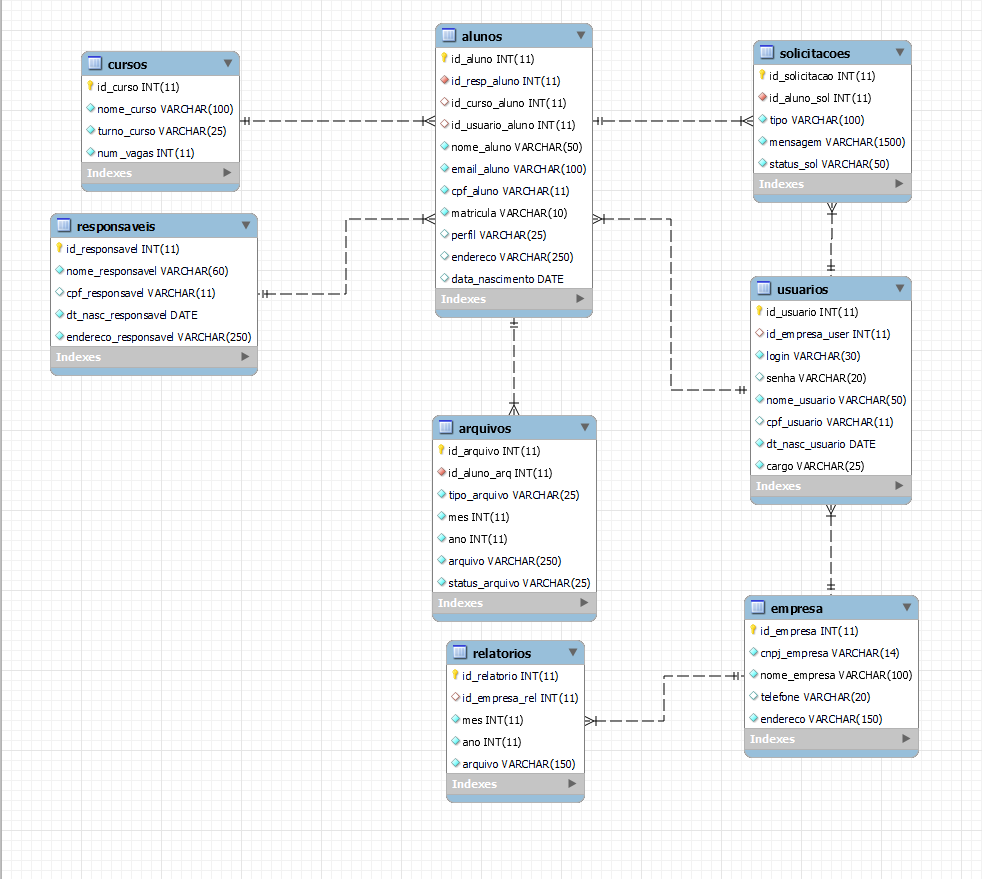 cursos
id_curso INT(11)
nome_curso VARCHAR(100)
turno_curso VARCHAR(25)
num_vagas INT(11)
Indexes
responsaveis
id_responsavel INT(11)
nome_responsavel VARCHAR(60)
cpf_responsavel VARCHAR(11)
dt_nasc_responsavel DATE
endereco_responsavel VARCHAR(250)
Indexes
alunos
id_aluno INT(11)
id_resp_aluno INT(11)
id_curso_aluno INT(11)
id_usuario_aluno INT(11)
nome_aluno VARCHAR(50)
email_aluno VARCHAR(100)
cpf_aluno VARCHAR(11)
matricula VARCHAR(10)
perfil VARCHAR(25)
endereco VARCHAR(250)
data_nascimento DATE
Indexes
solicitacoes
id_solicitacao INT(11)
id_aluno_sol INT(11)
tipo VARCHAR(100)
mensagem VARCHAR(1500)
status_sol VARCHAR(50)
Indexes
usuarios
id_usuario INT(11)
id_empresa_user INT(11)
login VARCHAR(30)
senha VARCHAR(20)
nome_usuario VARCHAR(50)
cpf_usuario VARCHAR(11)
dt_nasc_usuario DATE
cargo VARCHAR(25)
Indexes
arquivos
id_arquivo INT(11)
id_aluno_arq INT(11)
tipo_arquivo VARCHAR(25)
mes INT(11)
ano INT(11)
arquivo VARCHAR(250)
status_arquivo VARCHAR(25)
Indexes
relatorios
id_relatorio INT(11)
id_empresa_rel INT(11)
mes INT(11)
ano INT(11)
arquivo VARCHAR(150)
Indexes
empresa
id_empresa INT(11)
cnpj_empresa VARCHAR(14)
nome_empresa VARCHAR(100)
telefone VARCHAR(20)
endereco VARCHAR(150)
Indexes